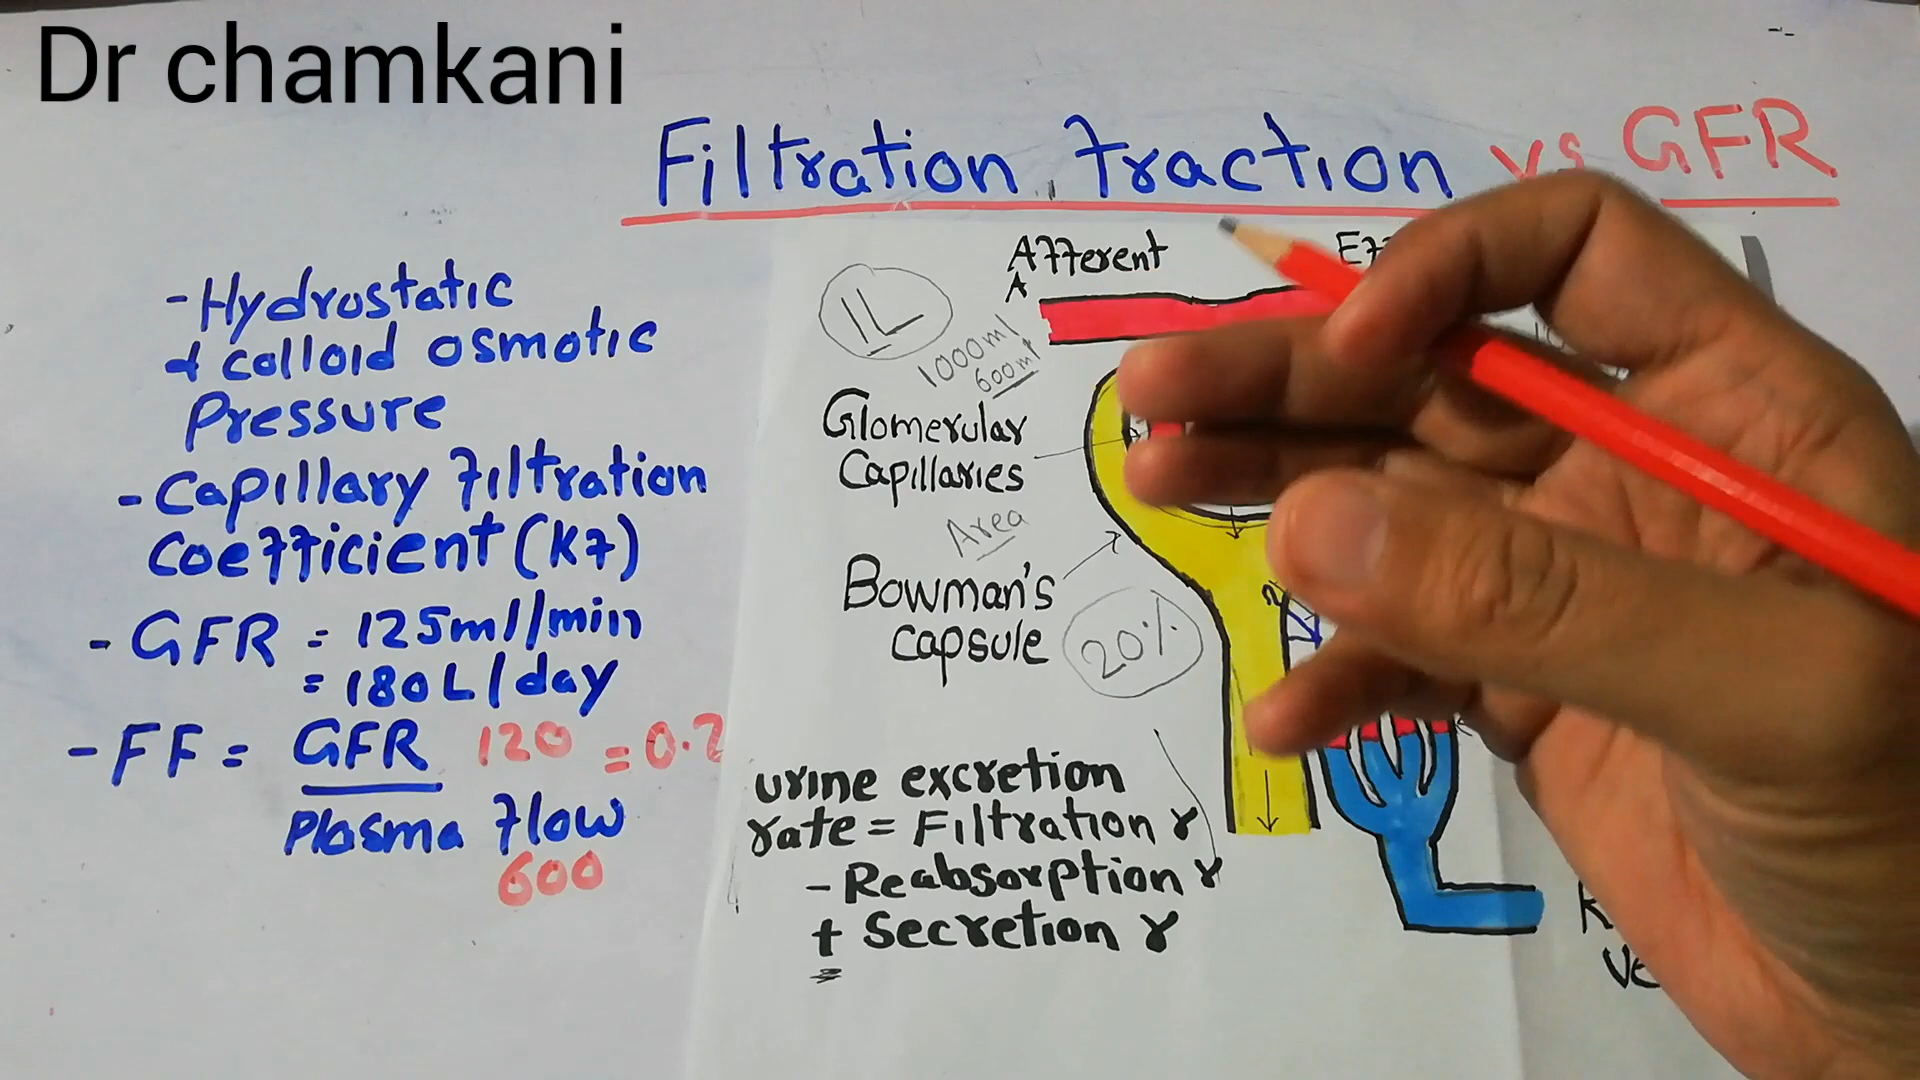 Dr chamkani
Filtration fraction vs GFR
- Hydrostatic
& colloid osmotic
Pressure
- Capillary filtration
Coefficient (Kf)
- GFR = 125ml/min
= 180L/day
- FF = GFR 120 = 0.2
Plasma flow
600
Afferent
A
1L
1000ml
600ml
Glomerular
Capillaries
Area
Bowman's
capsule
20%
urine excretion
rate = Filtration r
- Reabsorption r
+ Secretion r